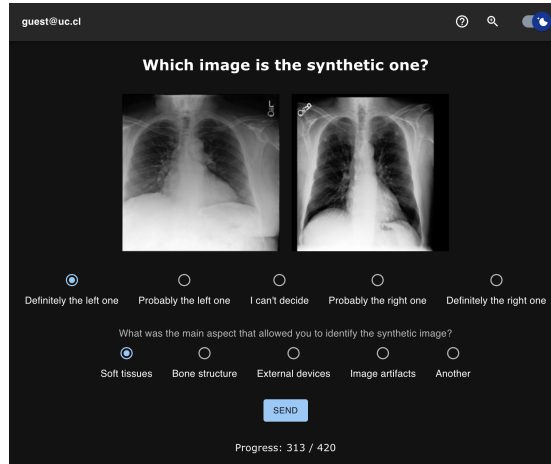 guest@uc.cl
Which image is the synthetic one?
Definitely the left one Probably the left one I can't decide Probably the right one Definitely the right one
What was the main aspect that allowed you to identify the synthetic image?
Soft tissues Bone structure External devices Image artifacts Another
SEND
Progress: 313 / 420